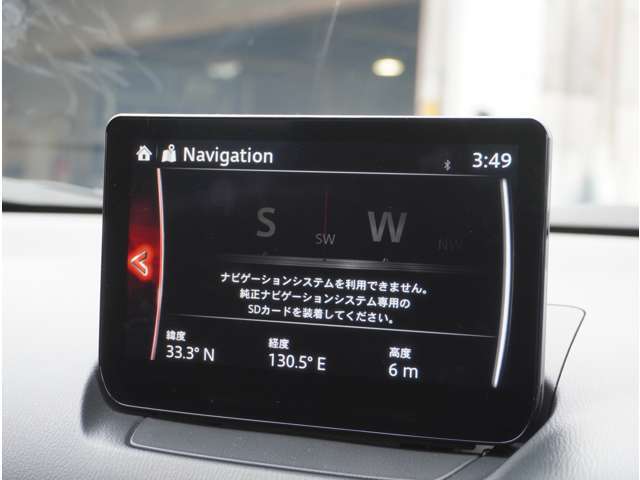 Navigation
3:49
S
SW
W
NW
ナビゲーションシステムを利用できません。
純正ナビゲーションシステム専用の
SDカードを装着してください。
緯度
経度
高度
33.3° N
130.5° E
6 m